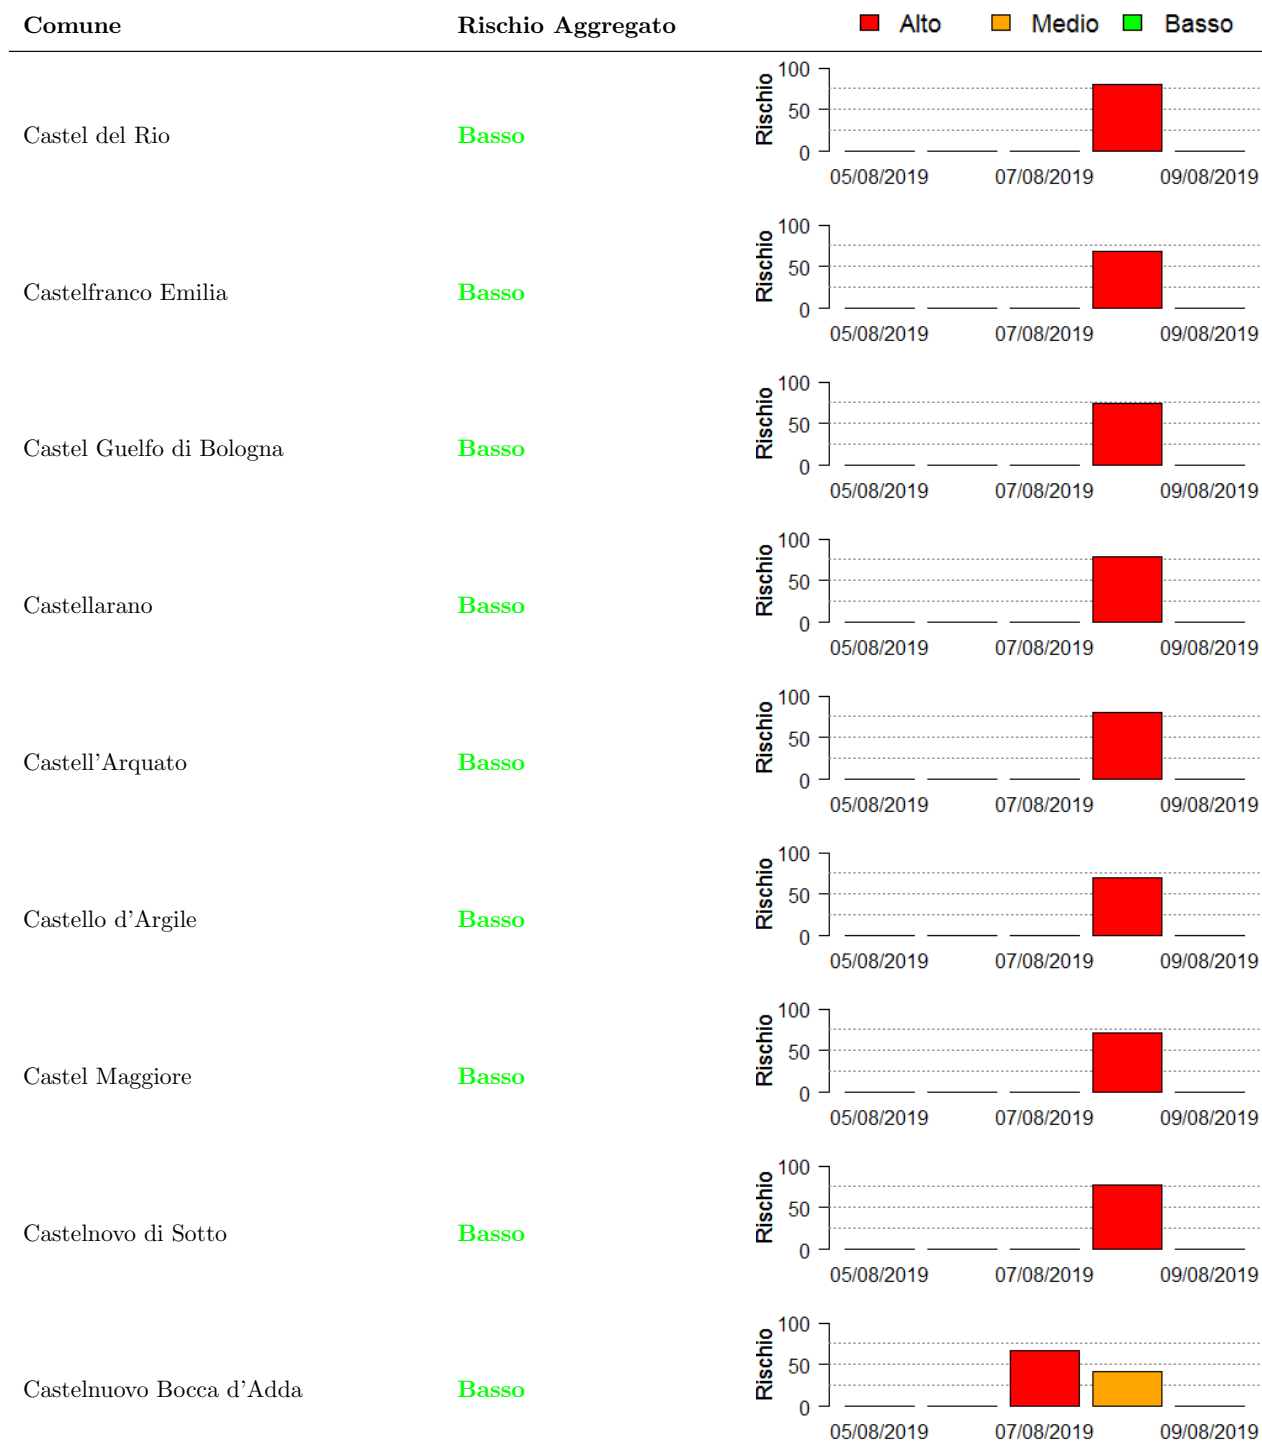 Comune Rischio Aggregato Alto Medio Basso
100
50
0
Rischio
Castel del Rio Basso
05/08/2019 07/08/2019 09/08/2019
100
50
0
Rischio
Castelfranco Emilia Basso
05/08/2019 07/08/2019 09/08/2019
100
50
0
Rischio
Castel Guelfo di Bologna Basso
05/08/2019 07/08/2019 09/08/2019
100
50
0
Rischio
Castellarano Basso
05/08/2019 07/08/2019 09/08/2019
100
50
0
Rischio
Castell'Arquato Basso
05/08/2019 07/08/2019 09/08/2019
100
50
0
Rischio
Castello d'Argile Basso
05/08/2019 07/08/2019 09/08/2019
100
50
0
Rischio
Castel Maggiore Basso
05/08/2019 07/08/2019 09/08/2019
100
50
0
Rischio
Castelnovo di Sotto Basso
05/08/2019 07/08/2019 09/08/2019
100
50
0
Rischio
Castelnuovo Bocca d'Adda Basso
05/08/2019 07/08/2019 09/08/2019